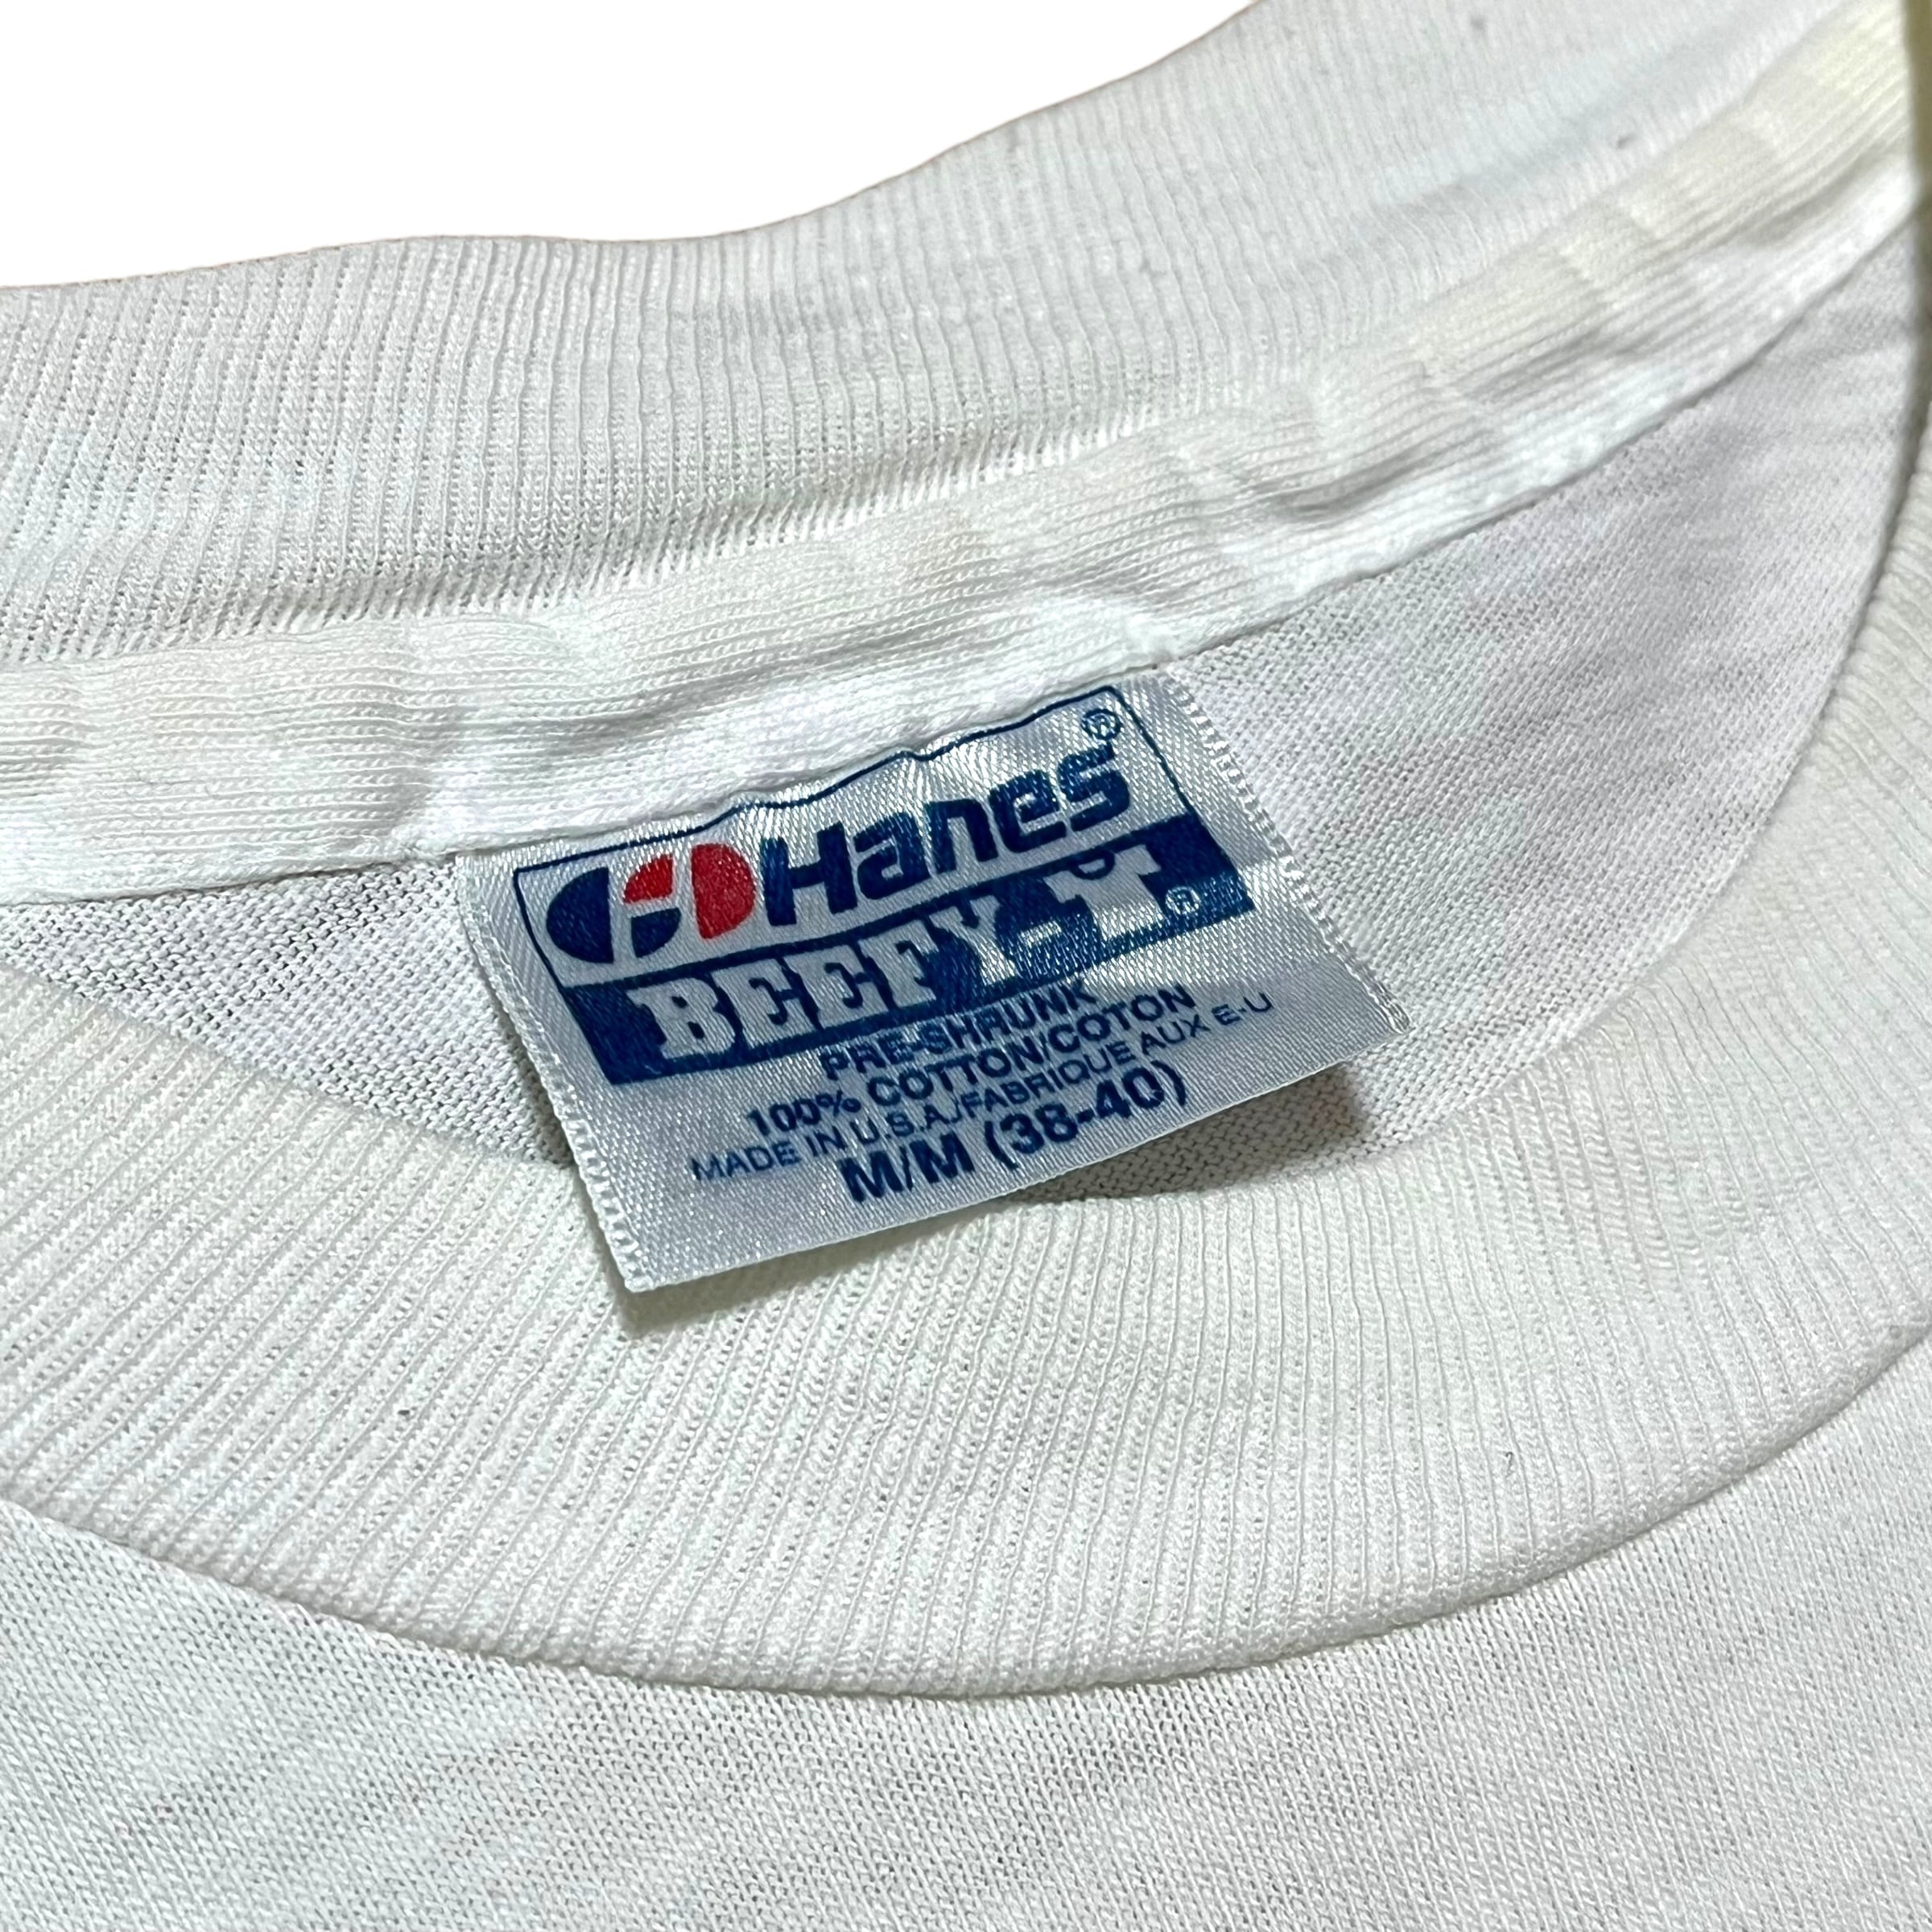 Hanes®
BEEFY-T®
PRE-SHRUNK
100% COTTON/COTON
MADE IN U.S.A./FABRIQUE AUX E-U
M/M (38-40)